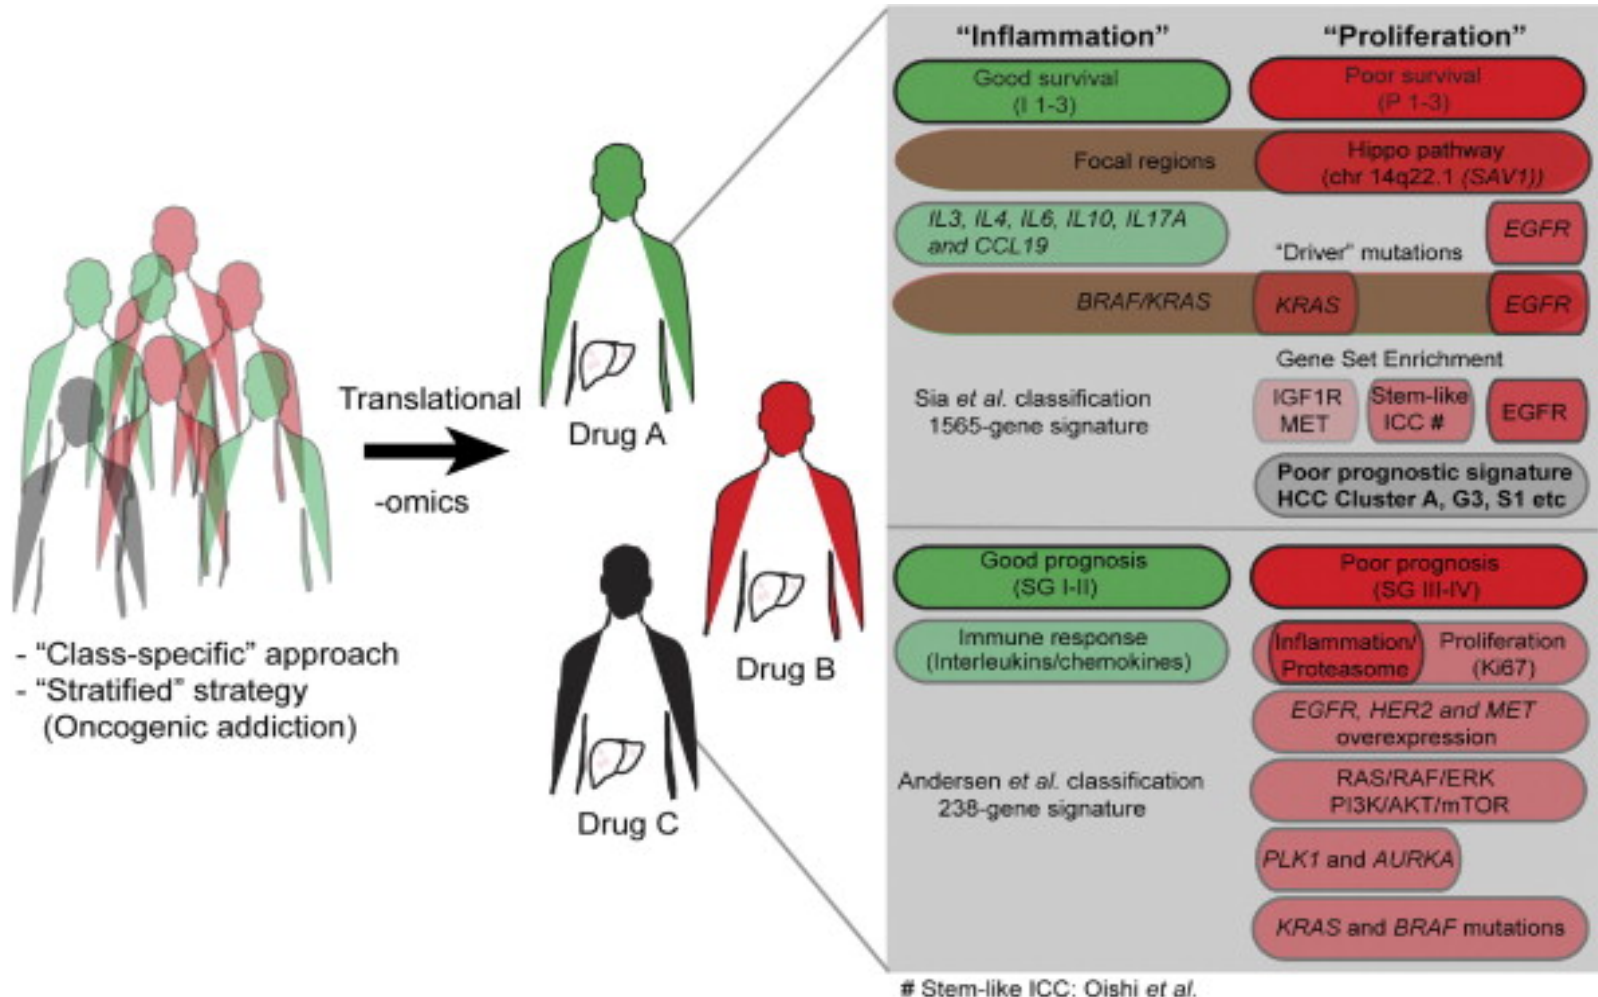 Translational
-omics
- “Class-specific” approach
- “Stratified” strategy
(Oncogenic addiction)
Drug A
Drug B
Drug C
“Inflammation”
“Proliferation”
Good survival
(I 1-3)
Poor survival
(P 1-3)
Focal regions
Hippo pathway
(chr 14q22.1 (SAV1))
IL3, IL4, IL6, IL10, IL17A
and CCL19
EGFR
“Driver” mutations
BRAF/KRAS
KRAS
EGFR
Gene Set Enrichment
Sia et al. classification
1565-gene signature
IGF1R
MET
Stem-like
ICC #
EGFR
Poor prognostic signature
HCC Cluster A, G3, S1 etc
Good prognosis
(SG I-II)
Poor prognosis
(SG III-IV)
Immune response
(Interleukins/chemokines)
Inflammation/
Proteasome
Proliferation
(Ki67)
EGFR, HER2 and MET
overexpression
Andersen et al. classification
238-gene signature
RAS/RAF/ERK
PI3K/AKT/mTOR
PLK1 and AURKA
KRAS and BRAF mutations
# Stem-like ICC: Oishi et al.